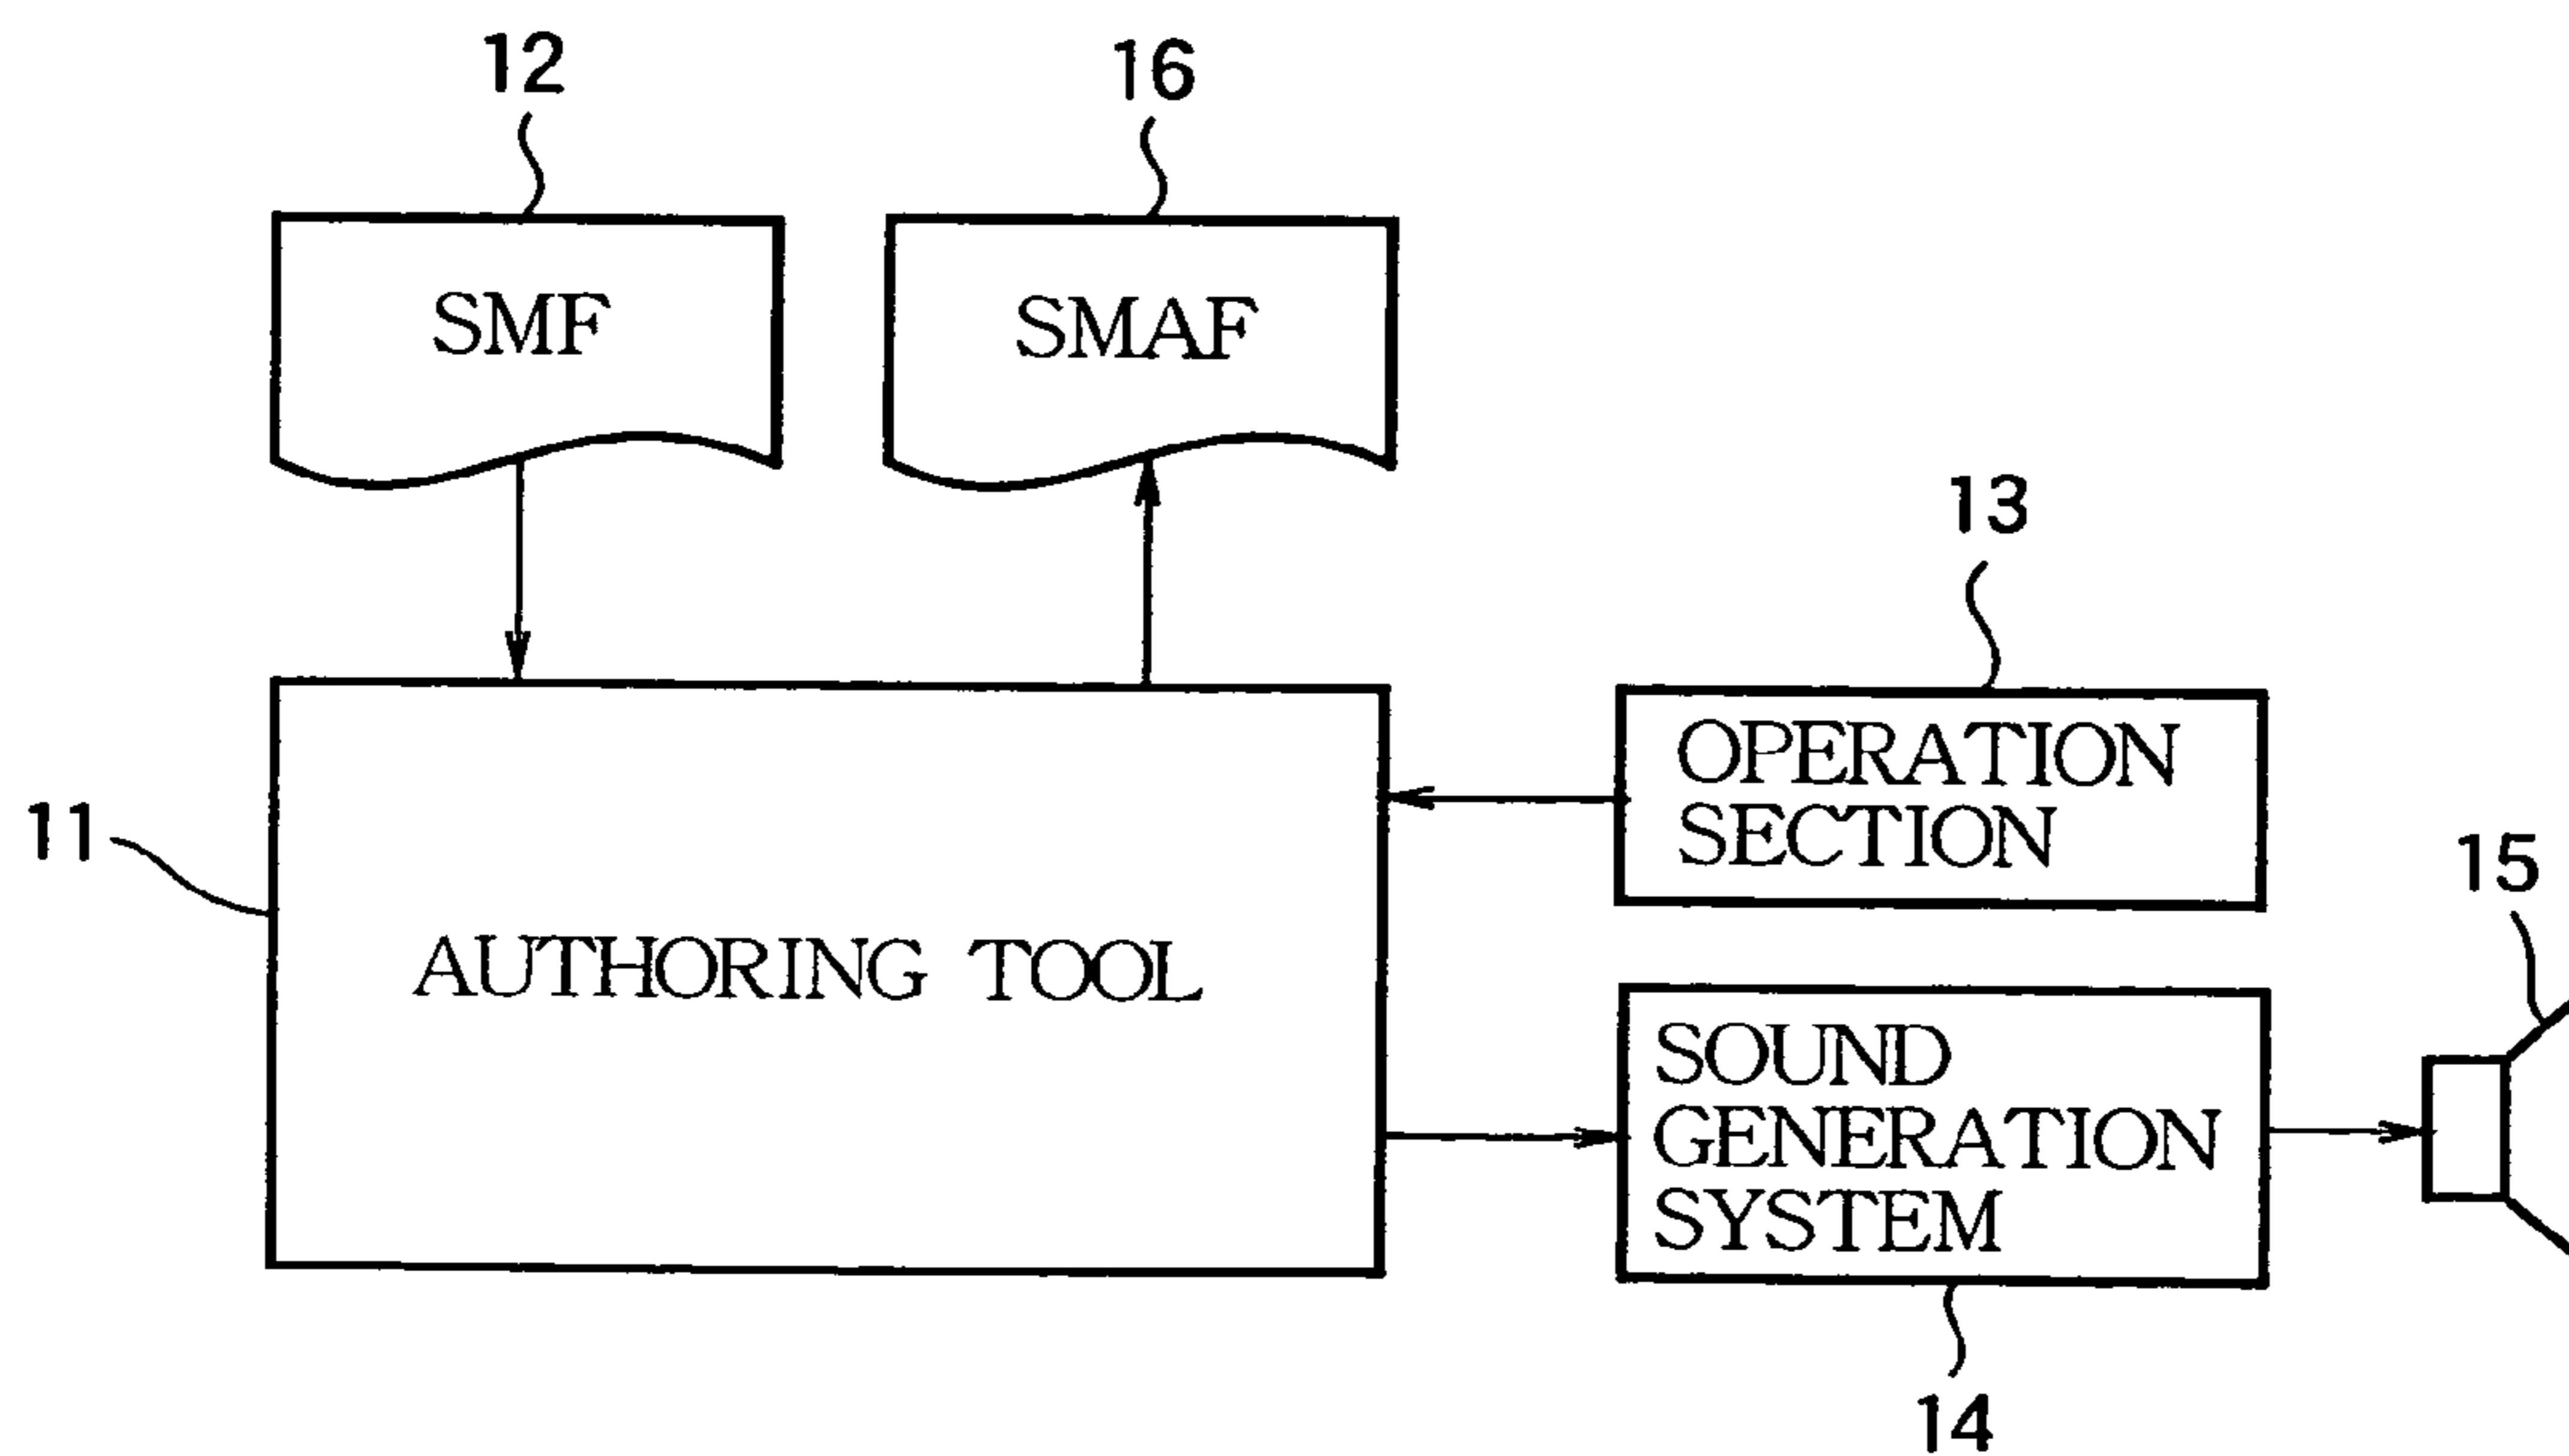 12
16
SMF
SMAF
13
OPERATION
SECTION
11
15
AUTHORING TOOL
SOUND
GENERATION
SYSTEM
14